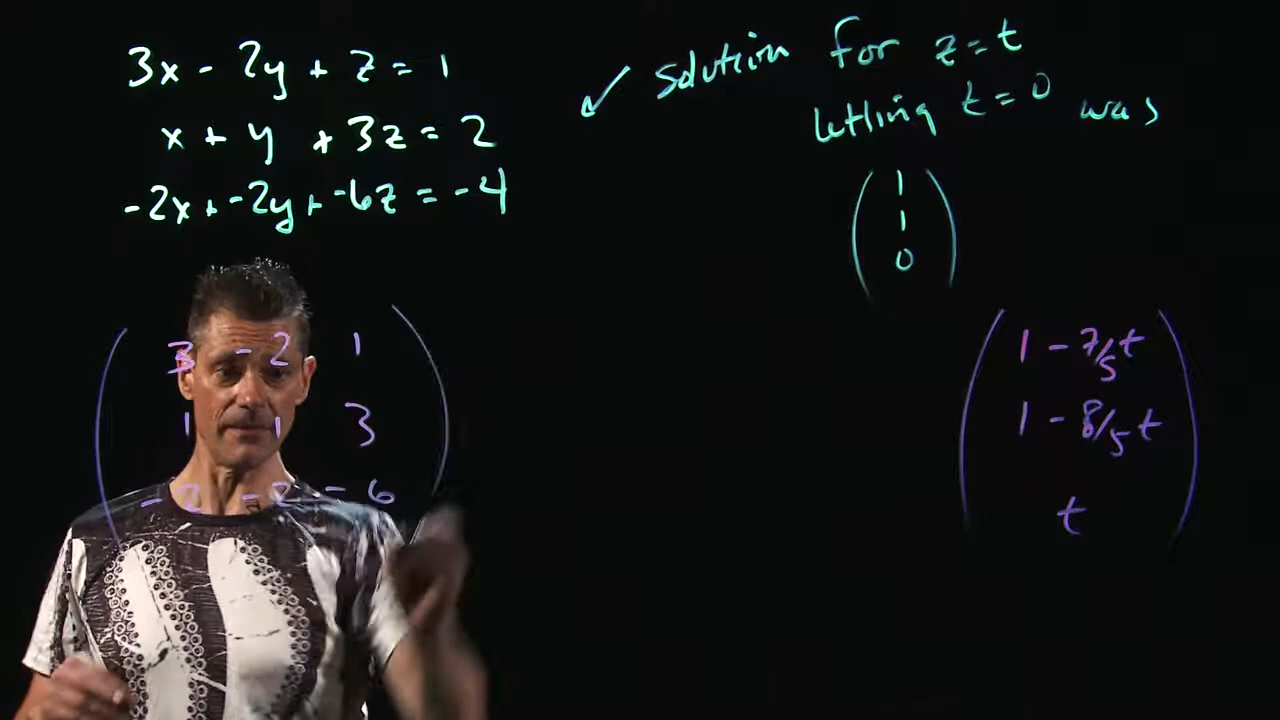 3x - 2y + z = 1
x + y + 3z = 2
-2x + -2y + -6z = -4
✓ Solution for z = t
letting t = 0 was
1
1
0
3 -2 1
1 1 3
-2 -2 -6
1 - 7/5 t
1 - 8/5 t
t